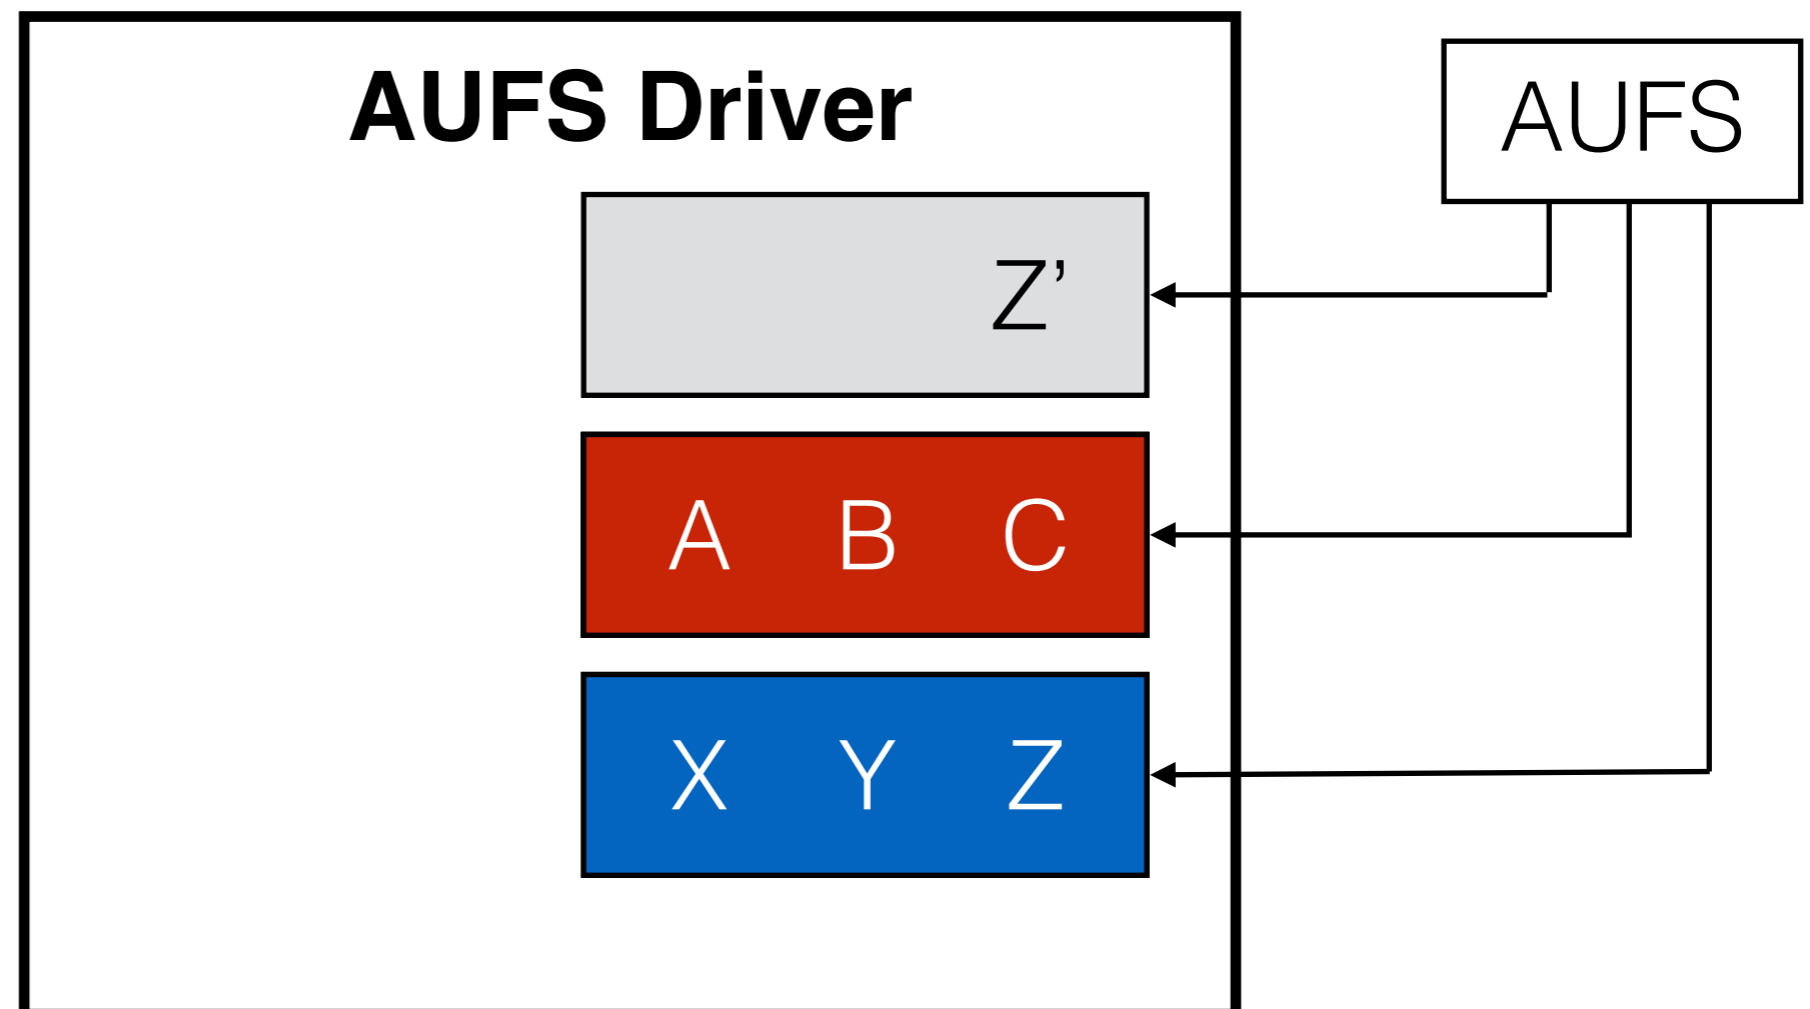 AUFS Driver
AUFS
Z’
A B C
X Y Z